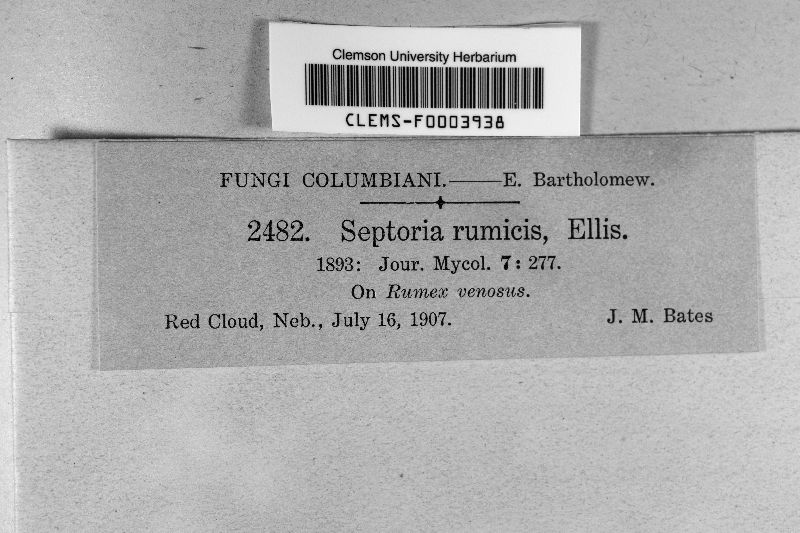 Clemson University Herbarium
CLEMS-F0003938
FUNGI COLUMBIANI.——E. Bartholomew.
2482. Septoria rumicis, Ellis.
1893: Jour. Mycol. 7: 277.
On Rumex venosus.
Red Cloud, Neb., July 16, 1907. J. M. Bates